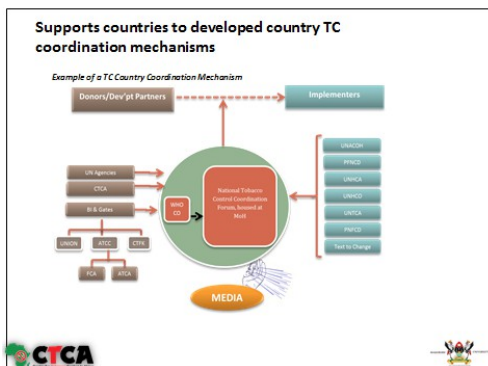 Supports countries to developed country TC
coordination mechanisms
Example of a TC Country Coordination Mechanism
Donors/Dev'pt Partners
Implementers
UN Agencies
CTCA
BI & Gates
UNION
ATCC
CTFK
FCA
ATCA
WHO
CO
National Tobacco
Control Coordination
Forum, housed at
MoH
UNACOH
PPNCD
UNHCA
UNHCO
UNTCA
PNPCD
Text to Change
MEDIA
CTCA